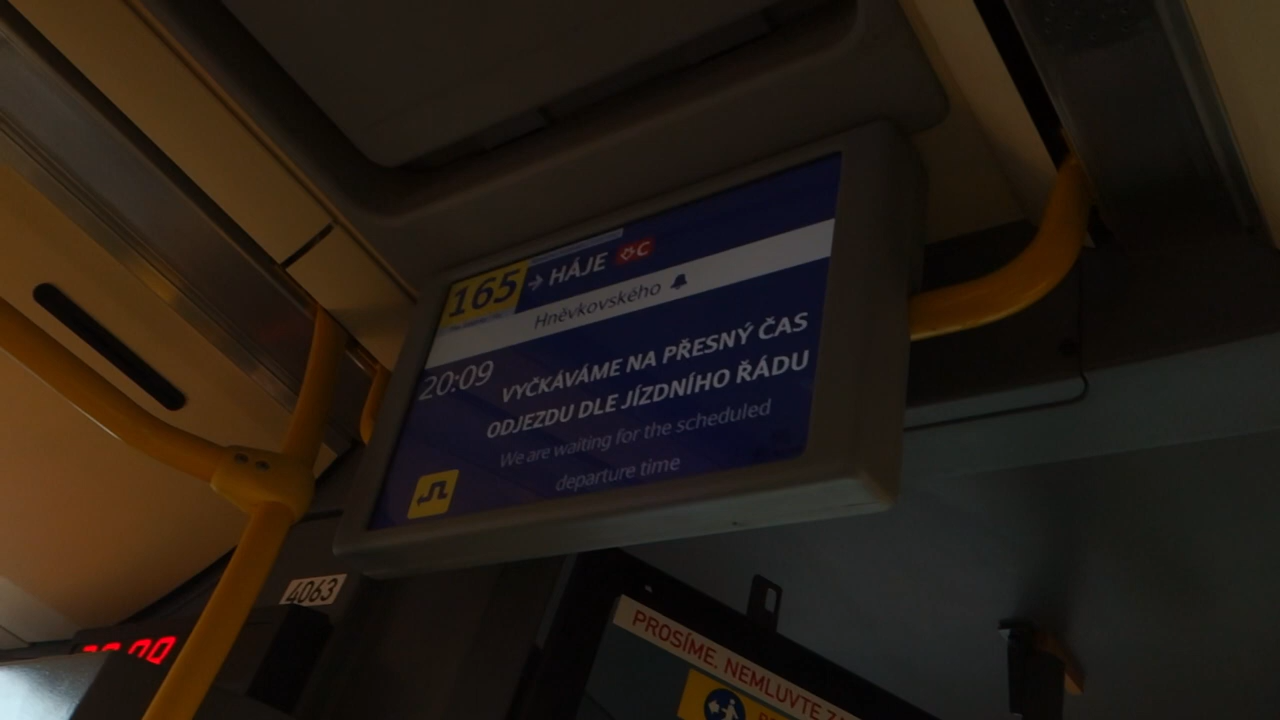 165 → HÁJE C
Hněvkovského
20:09
VYČKÁVÁME NA PŘESNÝ ČAS
ODJEZDU DLE JÍZDNÍHO ŘÁDU
We are waiting for the scheduled
departure time
4063
PROSÍME, NEMLUVTE